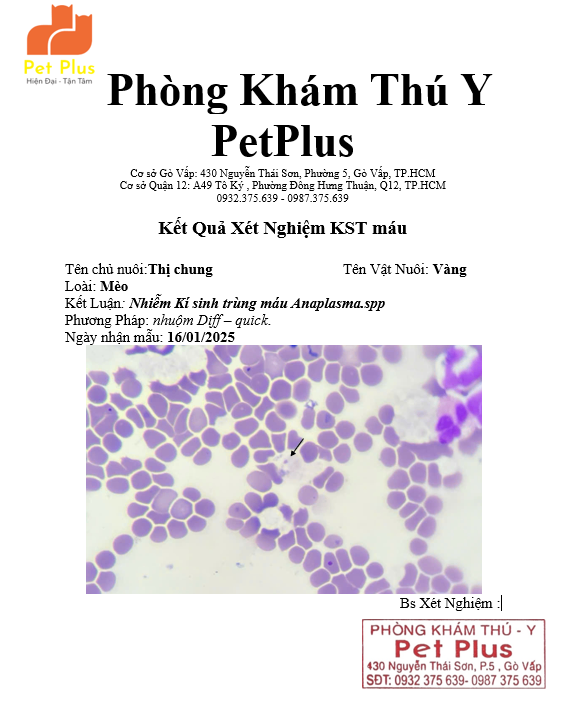 Pet Plus
Hiện Đại - Tận Tâm
Phòng Khám Thú Y
PetPlus
Cơ sở Gò Vấp: 430 Nguyễn Thái Sơn, Phường 5, Gò Vấp, TP.HCM
Cơ sở Quận 12: A49 Tô Ký , Phường Đông Hưng Thuận, Q12, TP.HCM
0932.375.639 - 0987.375.639
Kết Quả Xét Nghiệm KST máu
Tên chủ nuôi:Thị chung Tên Vật Nuôi: Vàng
Loài: Mèo
Kết Luận: Nhiễm Kí sinh trùng máu Anaplasma.spp
Phương Pháp: nhuộm Diff – quick.
Ngày nhận mẫu: 16/01/2025
Bs Xét Nghiệm :
PHÒNG KHÁM THÚ - Y
Pet Plus
430 Nguyễn Thái Sơn, P.5 , Gò Vấp
SĐT: 0932 375 639- 0987 375 639